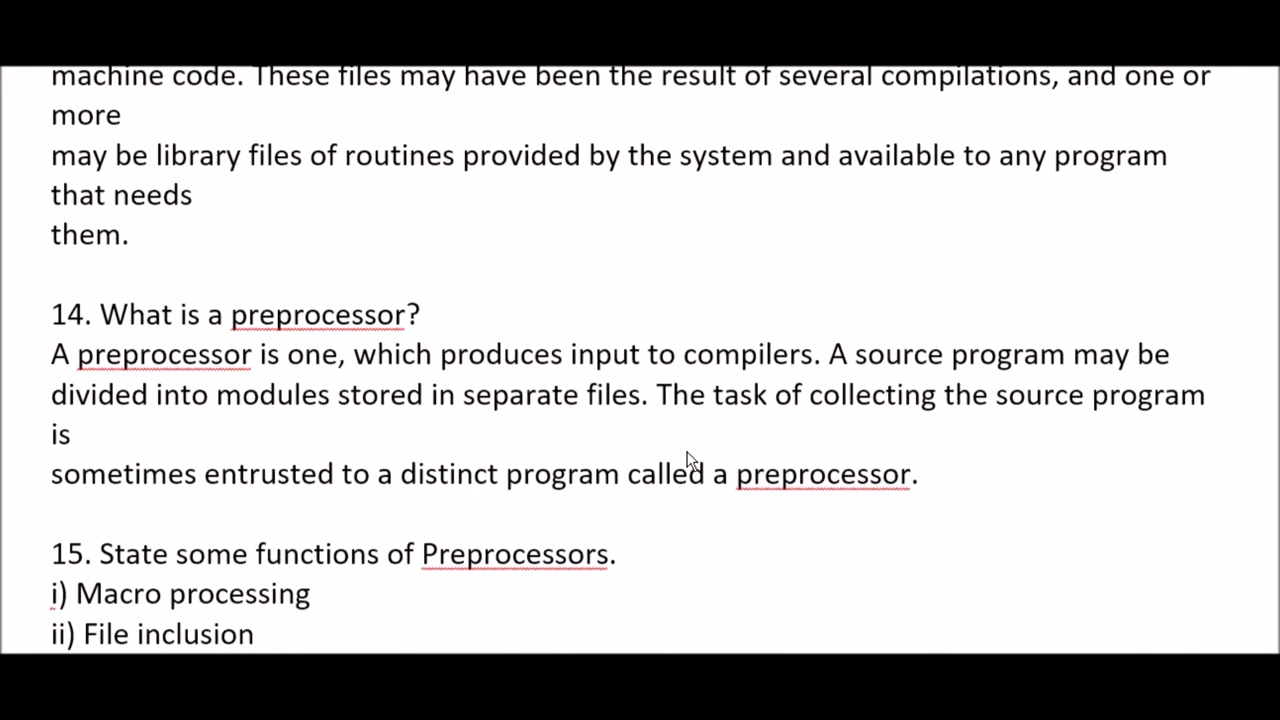 machine code. These files may have been the result of several compilations, and one or
more
may be library files of routines provided by the system and available to any program
that needs
them.
14. What is a preprocessor?
A preprocessor is one, which produces input to compilers. A source program may be
divided into modules stored in separate files. The task of collecting the source program
is
sometimes entrusted to a distinct program called a preprocessor.
15. State some functions of Preprocessors.
i) Macro processing
ii) File inclusion